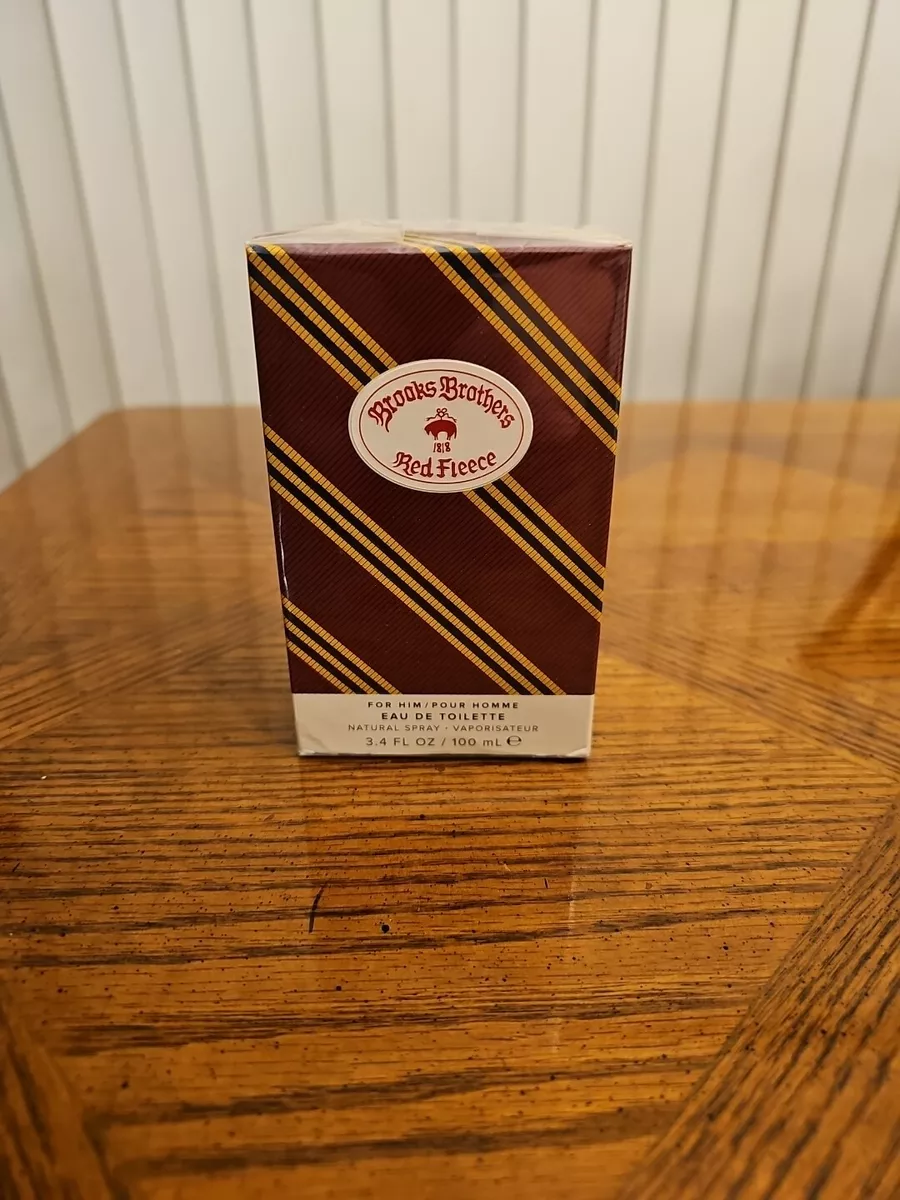 Brooks Brothers
1818
Red Fleece
FOR HIM/POUR HOMME
EAU DE TOILETTE
NATURAL SPRAY · VAPORISATEUR
3.4 FL OZ / 100 mL ℮